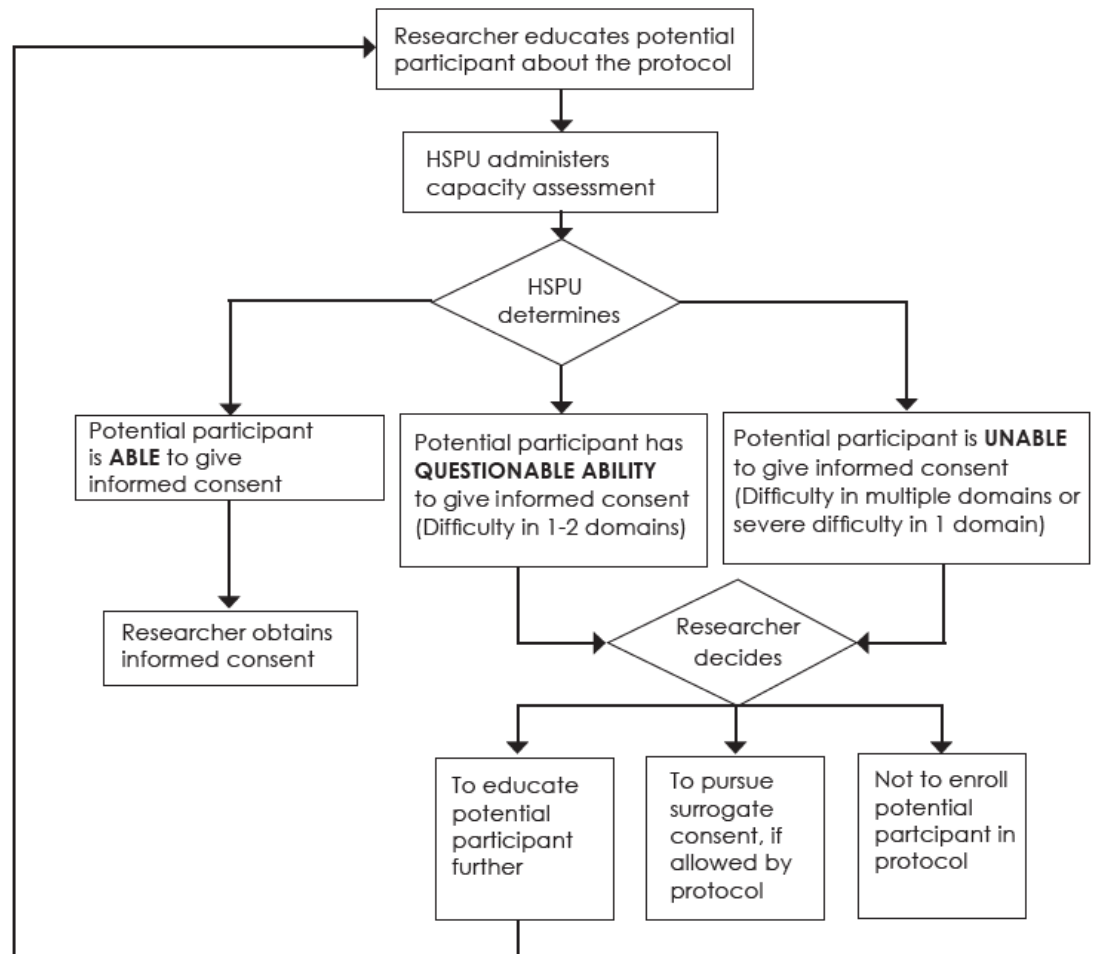 Researcher educates potential
participant about the protocol
HSPU administers
capacity assessment
HSPU
determines
Potential participant
is ABLE to give
informed consent
Potential participant has
QUESTIONABLE ABILITY
to give informed consent
(Difficulty in 1-2 domains)
Potential participant is UNABLE
to give informed consent
(Difficulty in multiple domains or
severe difficulty in 1 domain)
Researcher obtains
informed consent
Researcher
decides
To educate
potential
participant
further
To pursue
surrogate
consent, if
allowed by
protocol
Not to enroll
potential
partcipant in
protocol